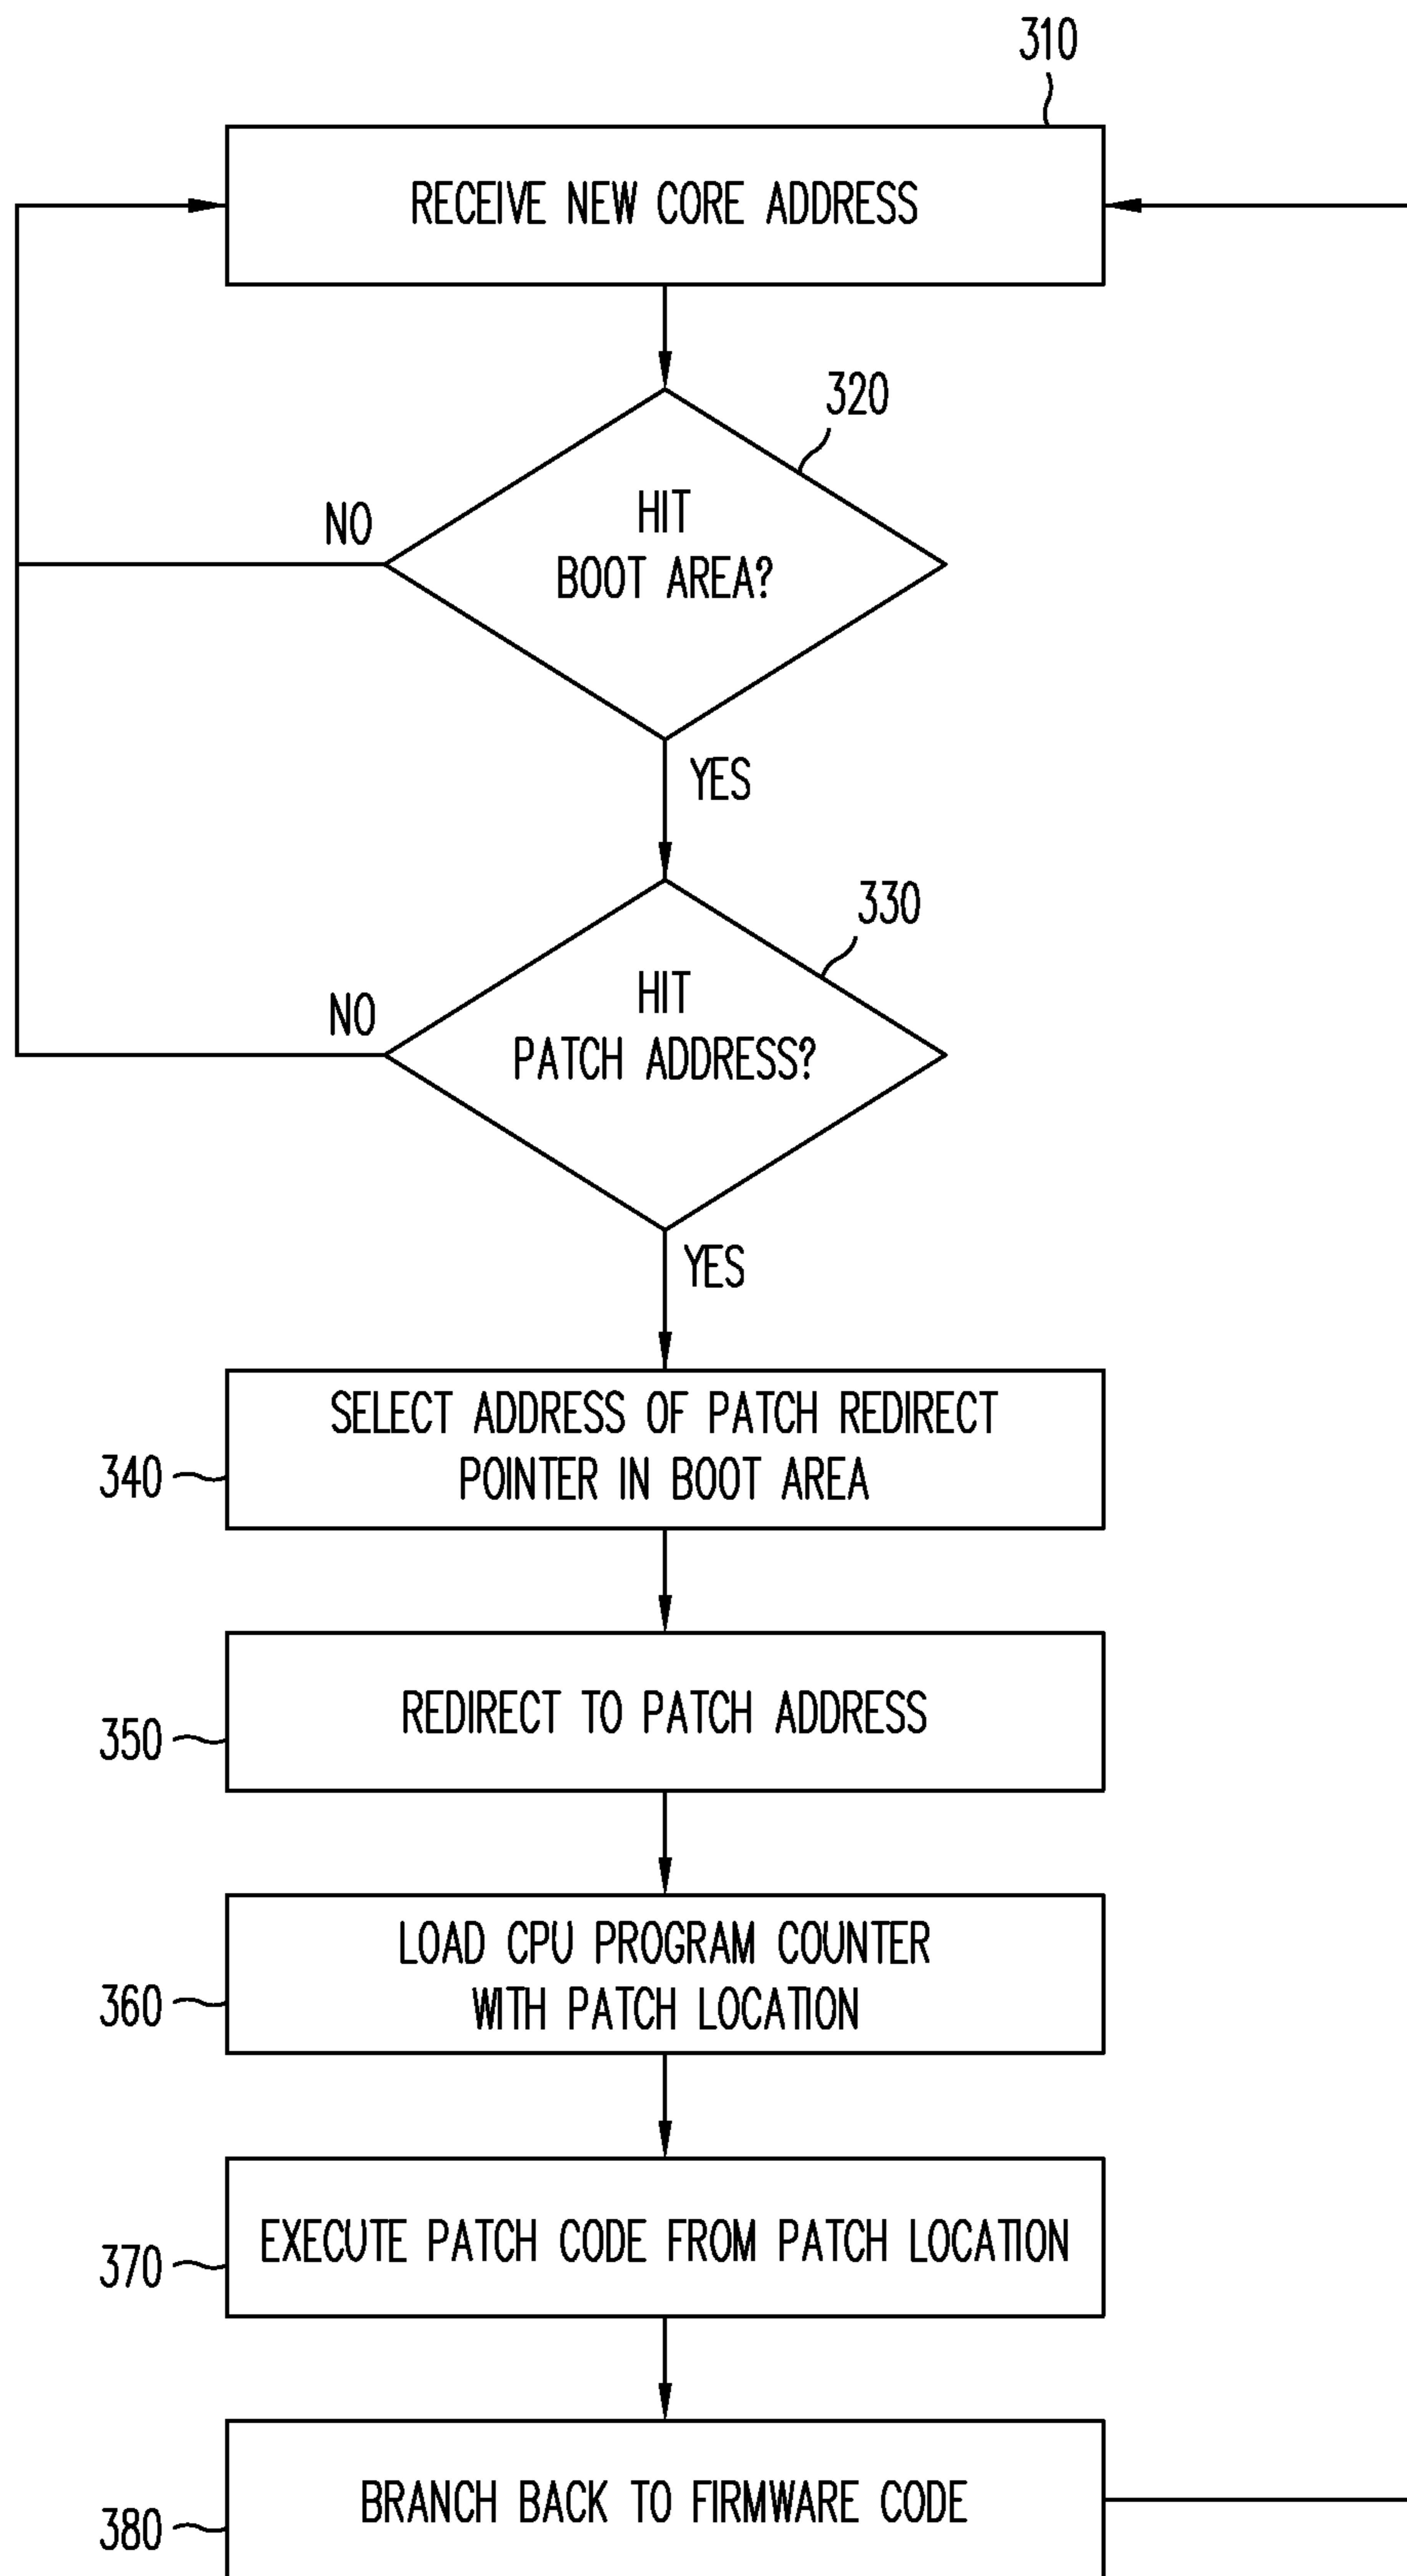 310
RECEIVE NEW CORE ADDRESS
320
HIT
BOOT AREA?
NO
YES
330
HIT
PATCH ADDRESS?
NO
YES
340
SELECT ADDRESS OF PATCH REDIRECT
POINTER IN BOOT AREA
350
REDIRECT TO PATCH ADDRESS
360
LOAD CPU PROGRAM COUNTER
WITH PATCH LOCATION
370
EXECUTE PATCH CODE FROM PATCH LOCATION
380
BRANCH BACK TO FIRMWARE CODE